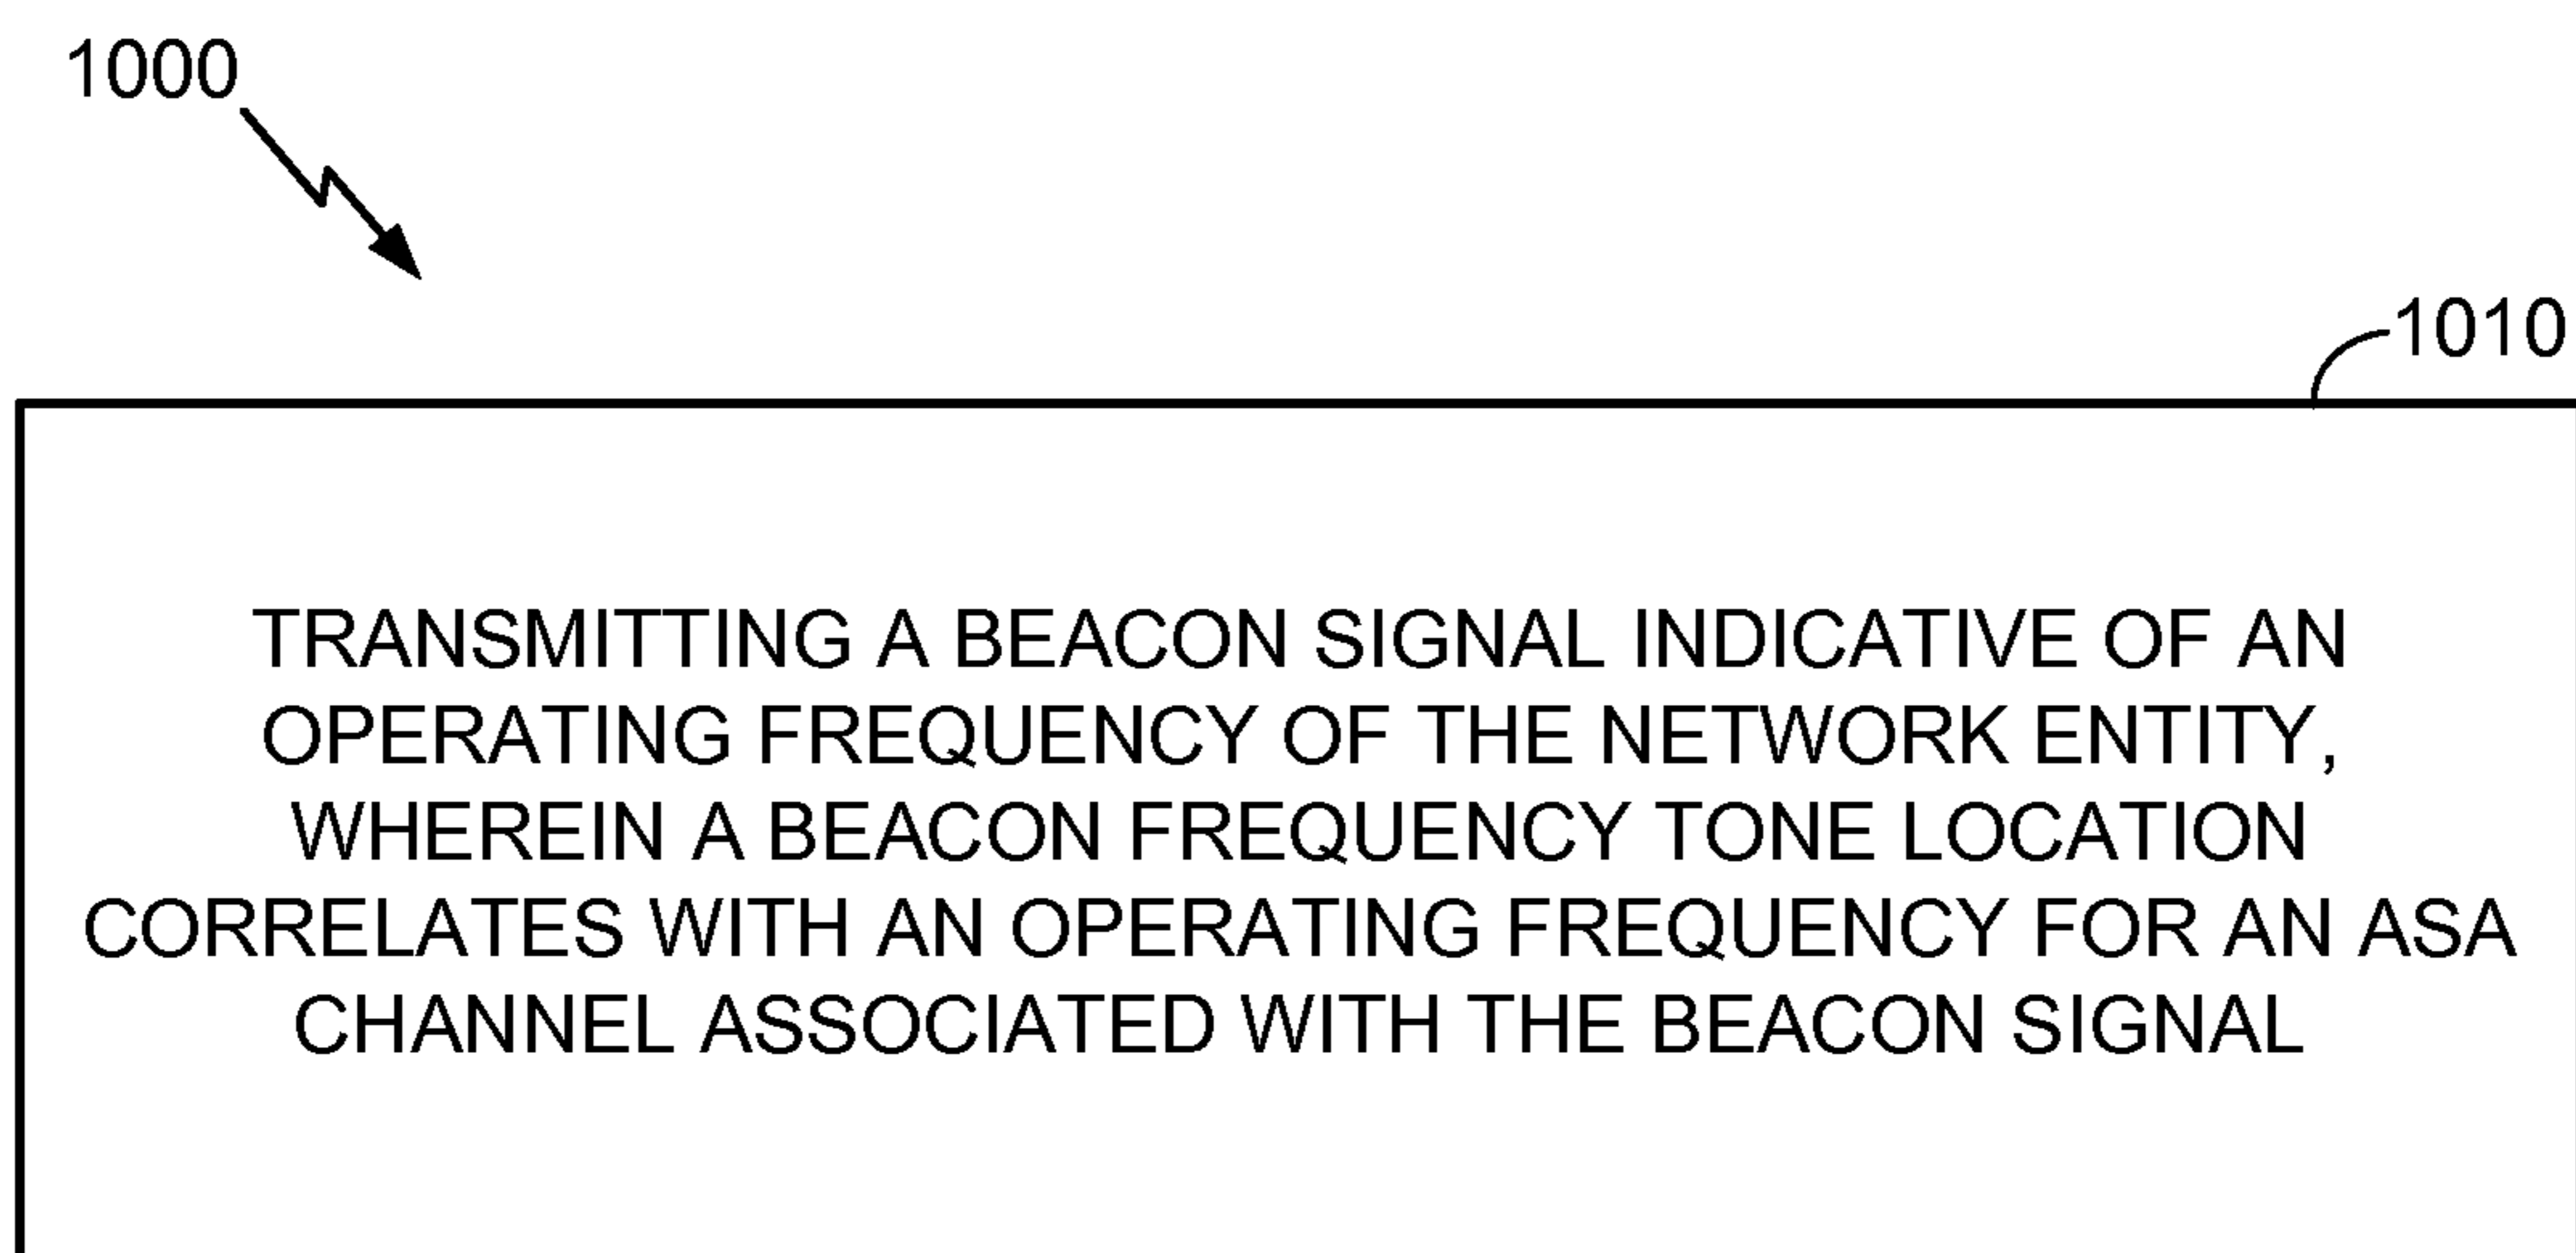 1000
1010
TRANSMITTING A BEACON SIGNAL INDICATIVE OF AN
OPERATING FREQUENCY OF THE NETWORK ENTITY,
WHEREIN A BEACON FREQUENCY TONE LOCATION
CORRELATES WITH AN OPERATING FREQUENCY FOR AN ASA
CHANNEL ASSOCIATED WITH THE BEACON SIGNAL